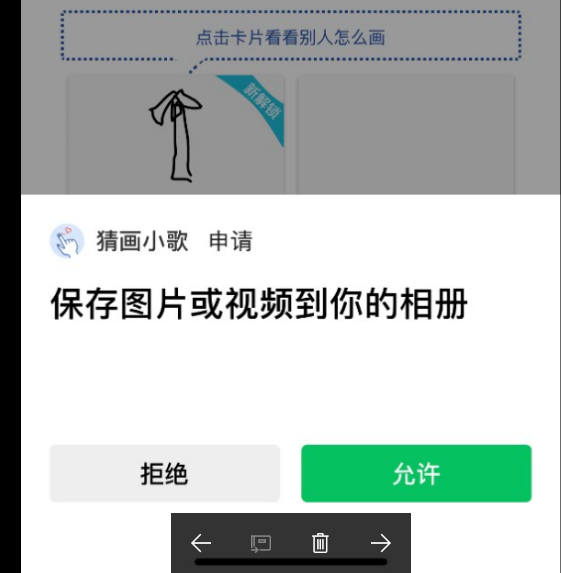 点击卡片看看别人怎么画
新解锁
猜画小歌 申请
保存图片或视频到你的相册
拒绝
允许